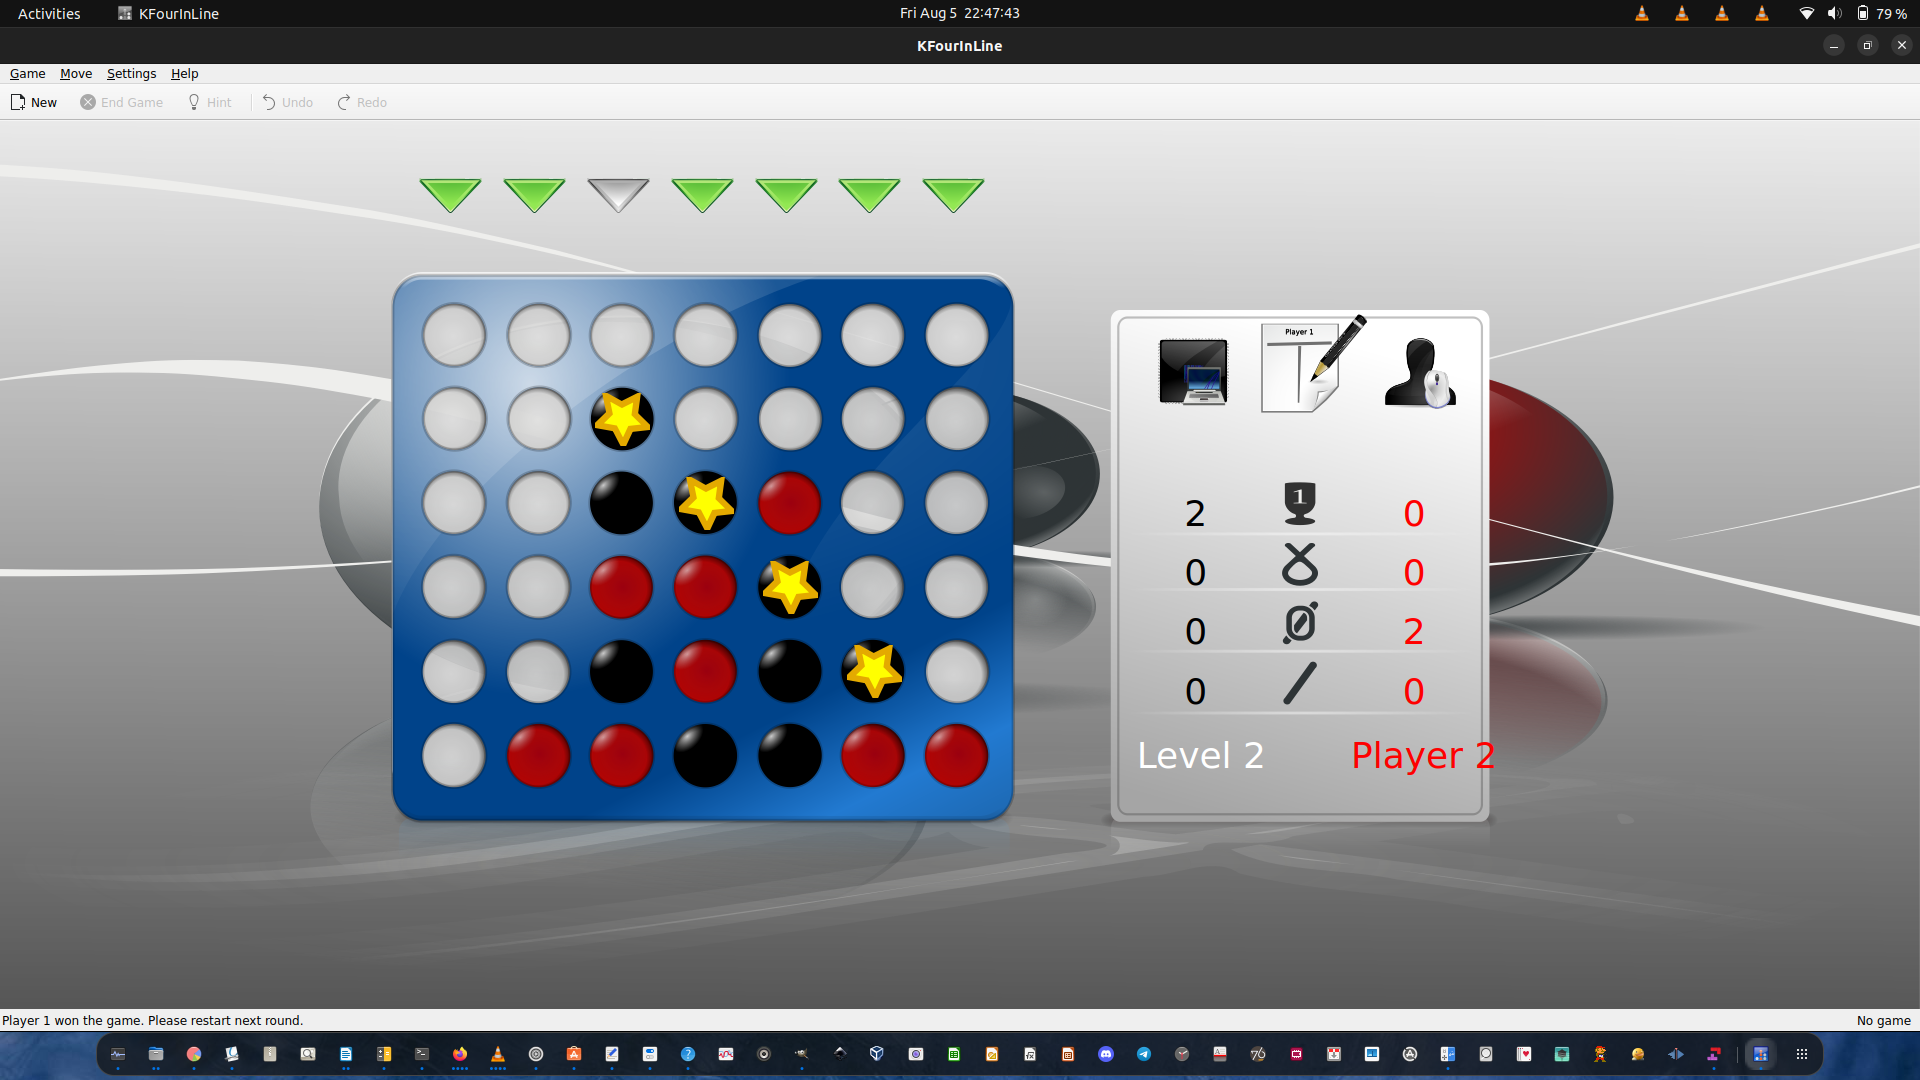 Activities KFourInLine Fri Aug 5 22:47:43 79 %
KFourInLine
Game Move Settings Help
New End Game Hint Undo Redo
Player 1
1
2 0
0 0
0 2
0 0
Level 2 Player 2
Player 1 won the game. Please restart next round. No game